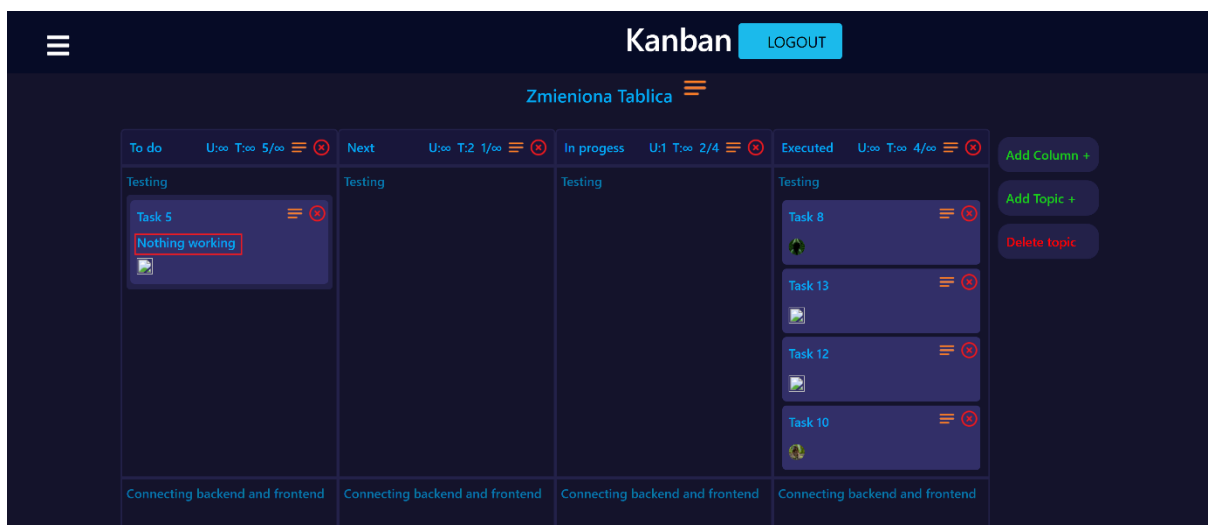 Kanban LOGOUT
Zmieniona Tablica
To do U:∞ T:∞ 5/∞ Next U:∞ T:2 1/∞ In progess U:1 T:∞ 2/4 Executed U:∞ T:∞ 4/∞
Add Column +
Testing Testing Testing Testing
Add Topic +
Task 5 Task 8
Nothing working
Delete topic
Task 13
Task 12
Task 10
Connecting backend and frontend Connecting backend and frontend Connecting backend and frontend Connecting backend and frontend